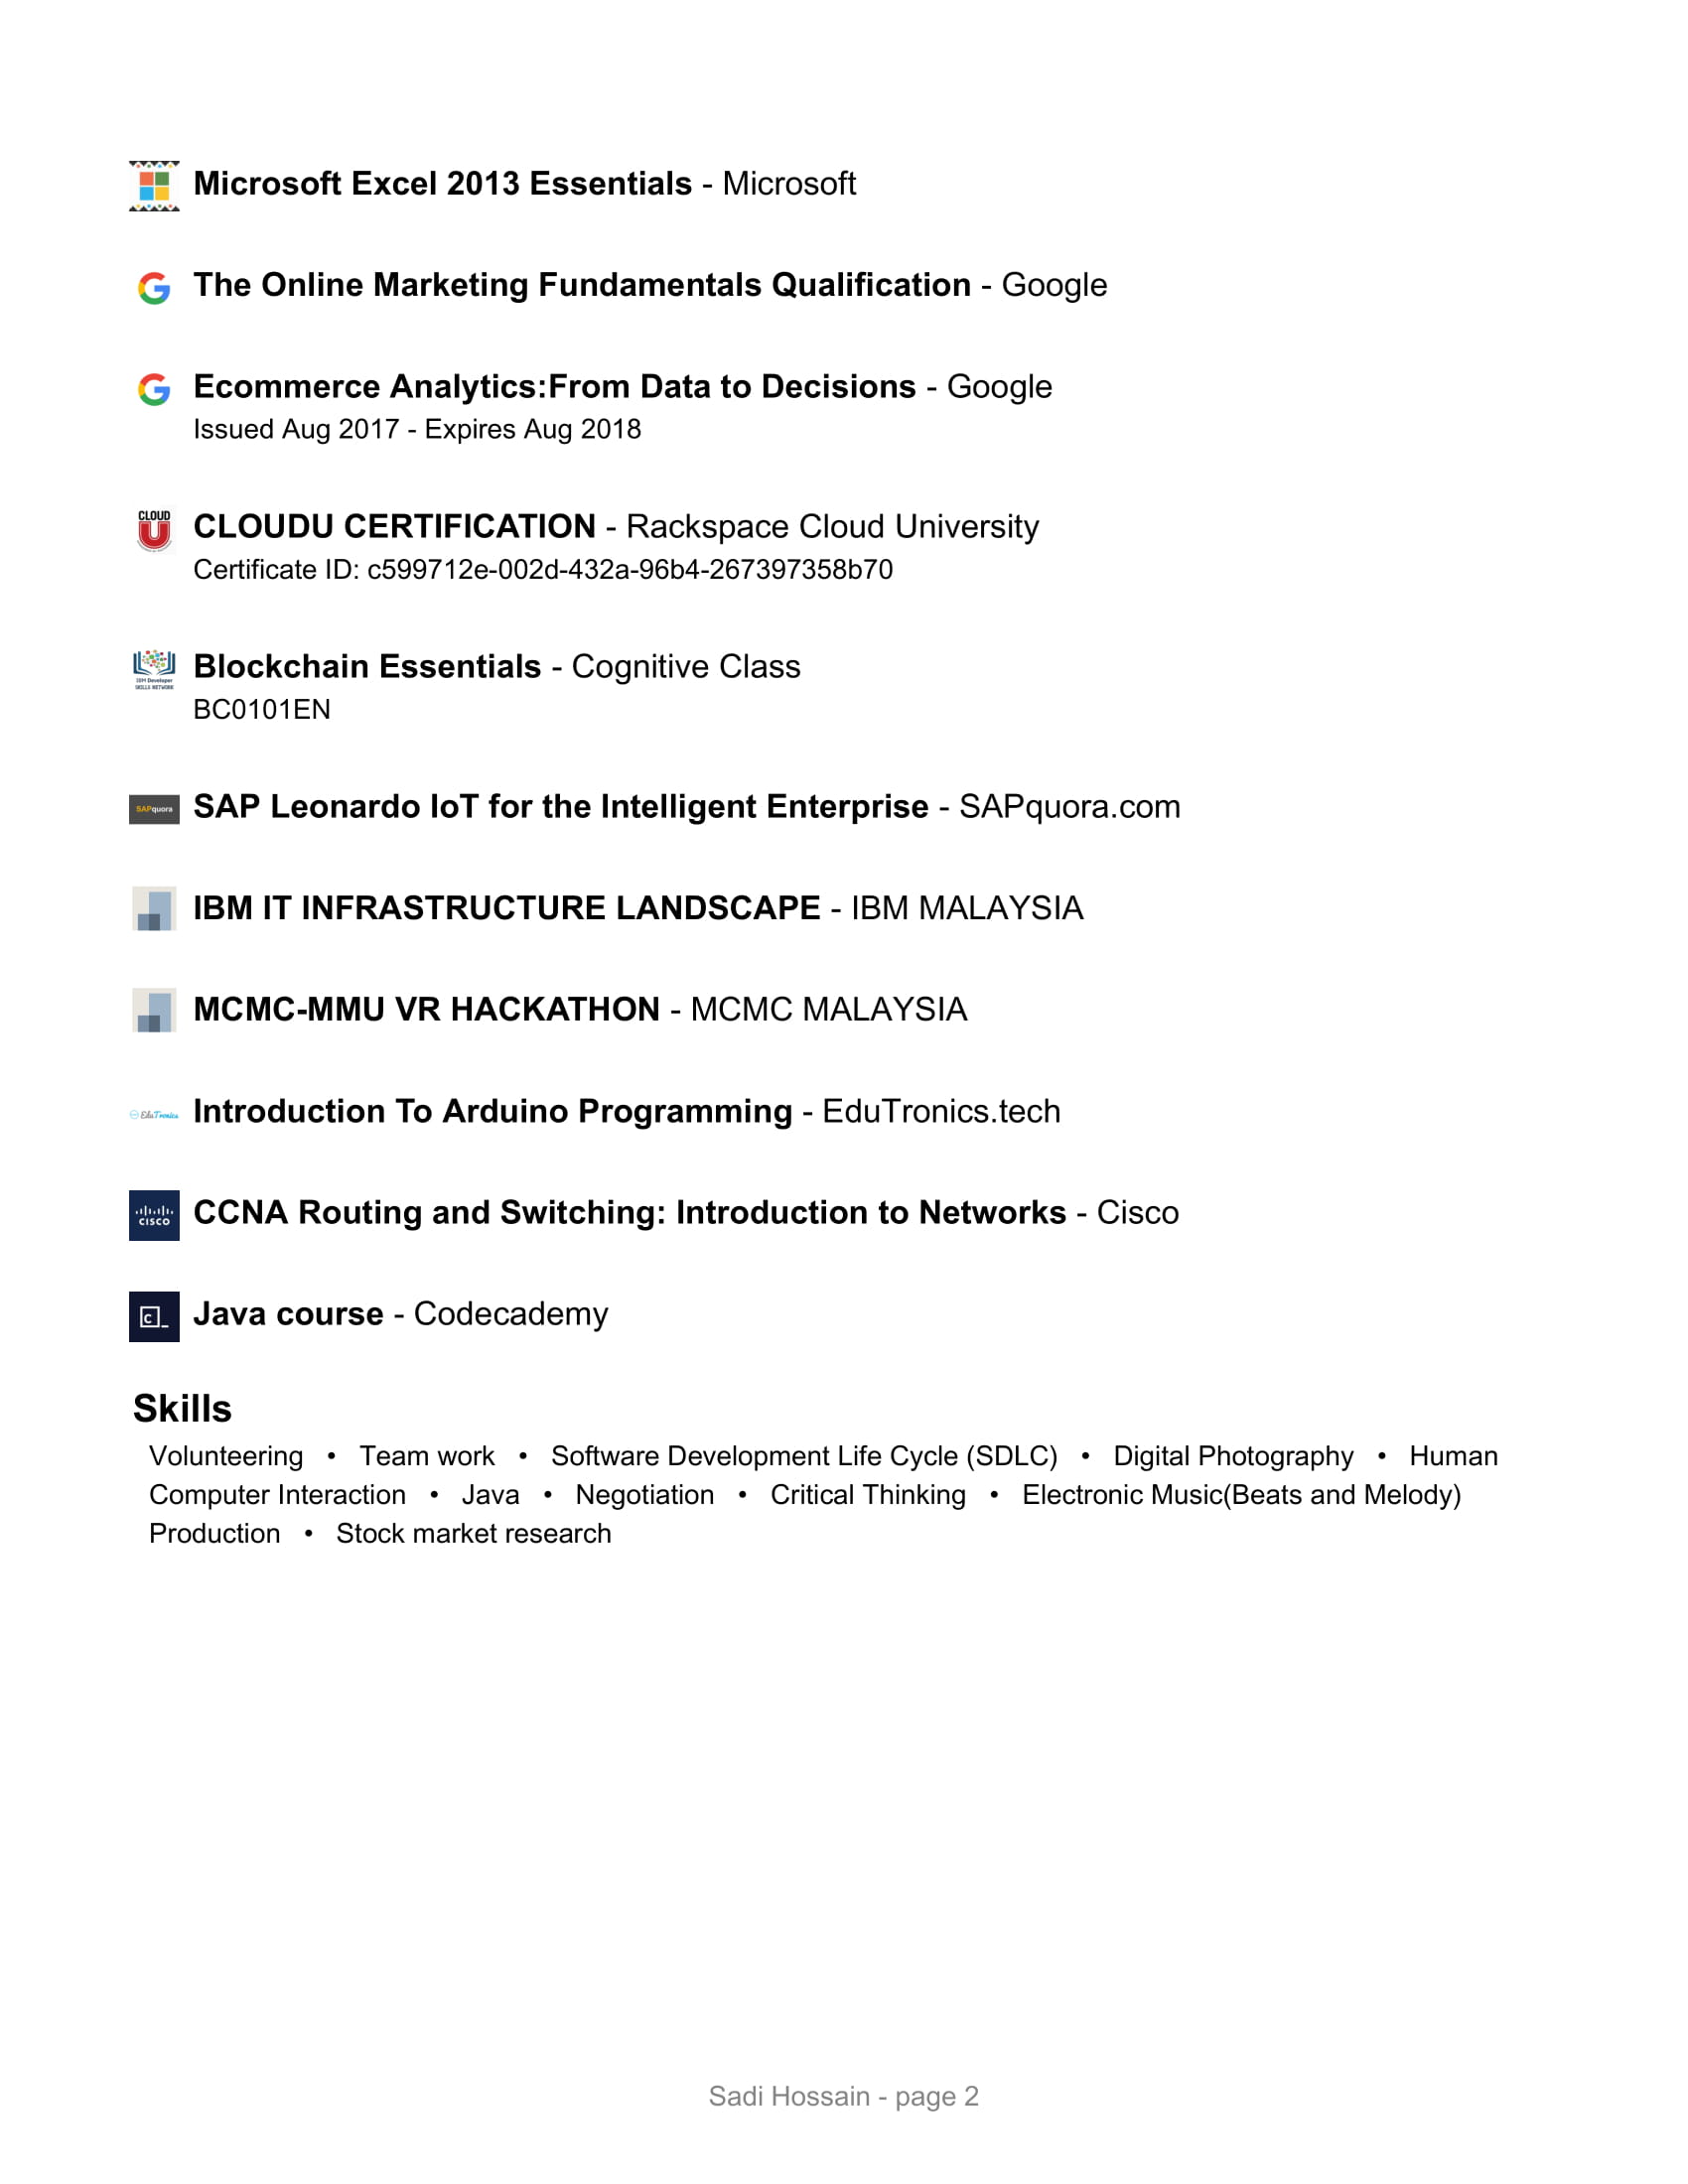 Microsoft Excel 2013 Essentials - Microsoft
The Online Marketing Fundamentals Qualification - Google
Ecommerce Analytics:From Data to Decisions - Google
Issued Aug 2017 - Expires Aug 2018
CLOUD
U
CLOUDU CERTIFICATION - Rackspace Cloud University
Certificate ID: c599712e-002d-432a-96b4-267397358b70
IBM Developer
SKILLS NETWORK
Blockchain Essentials - Cognitive Class
BC0101EN
SAPquora
SAP Leonardo IoT for the Intelligent Enterprise - SAPquora.com
IBM IT INFRASTRUCTURE LANDSCAPE - IBM MALAYSIA
MCMC-MMU VR HACKATHON - MCMC MALAYSIA
EduTronics
Introduction To Arduino Programming - EduTronics.tech
CISCO
CCNA Routing and Switching: Introduction to Networks - Cisco
c_
Java course - Codecademy
Skills
Volunteering • Team work • Software Development Life Cycle (SDLC) • Digital Photography • Human
Computer Interaction • Java • Negotiation • Critical Thinking • Electronic Music(Beats and Melody)
Production • Stock market research
Sadi Hossain - page 2